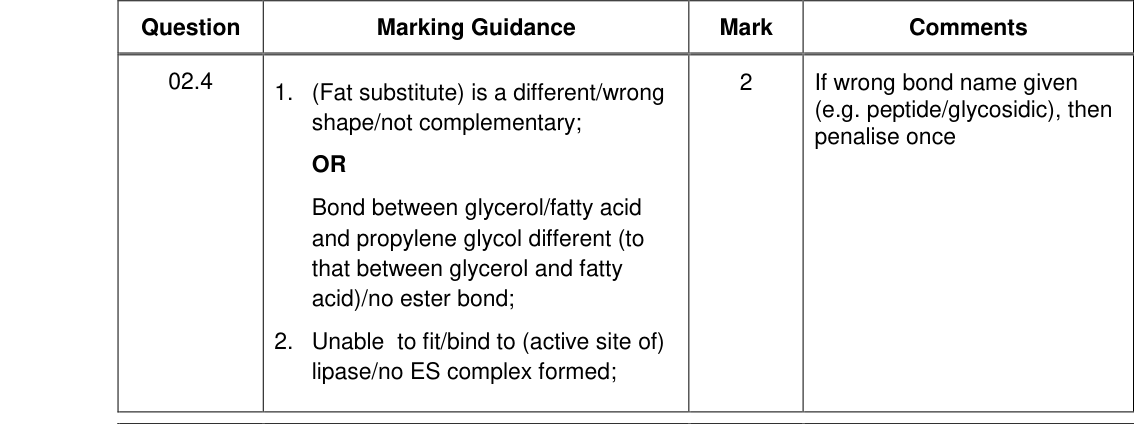 Question Marking Guidance Mark Comments
02.4
1. (Fat substitute) is a different/wrong
shape/not complementary;
OR
Bond between glycerol/fatty acid
and propylene glycol different (to
that between glycerol and fatty
acid)/no ester bond;
2. Unable to fit/bind to (active site of)
lipase/no ES complex formed;
2
If wrong bond name given
(e.g. peptide/glycosidic), then
penalise once